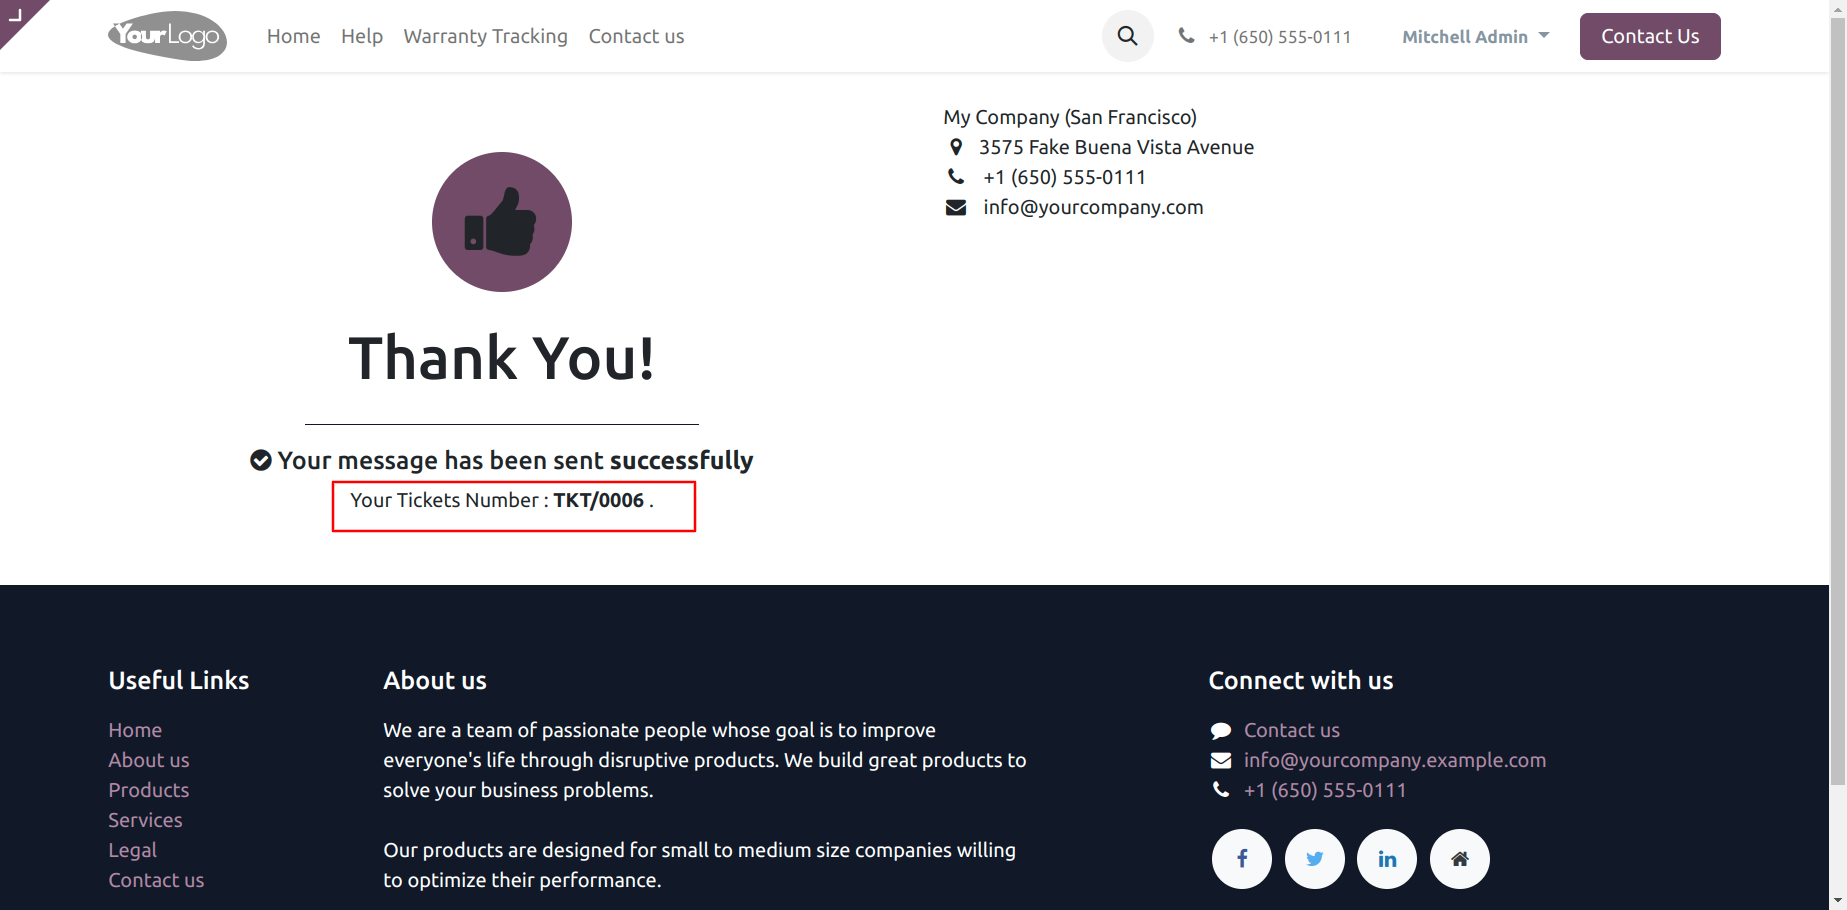 YourLogo
Home Help Warranty Tracking Contact us
+1 (650) 555-0111
Mitchell Admin
Contact Us
My Company (San Francisco)
3575 Fake Buena Vista Avenue
+1 (650) 555-0111
info@yourcompany.com
Thank You!
Your message has been sent successfully
Your Tickets Number : TKT/0006 .
Useful Links
Home
About us
Products
Services
Legal
Contact us
About us
We are a team of passionate people whose goal is to improve
everyone's life through disruptive products. We build great products to
solve your business problems.
Our products are designed for small to medium size companies willing
to optimize their performance.
Connect with us
Contact us
info@yourcompany.example.com
+1 (650) 555-0111